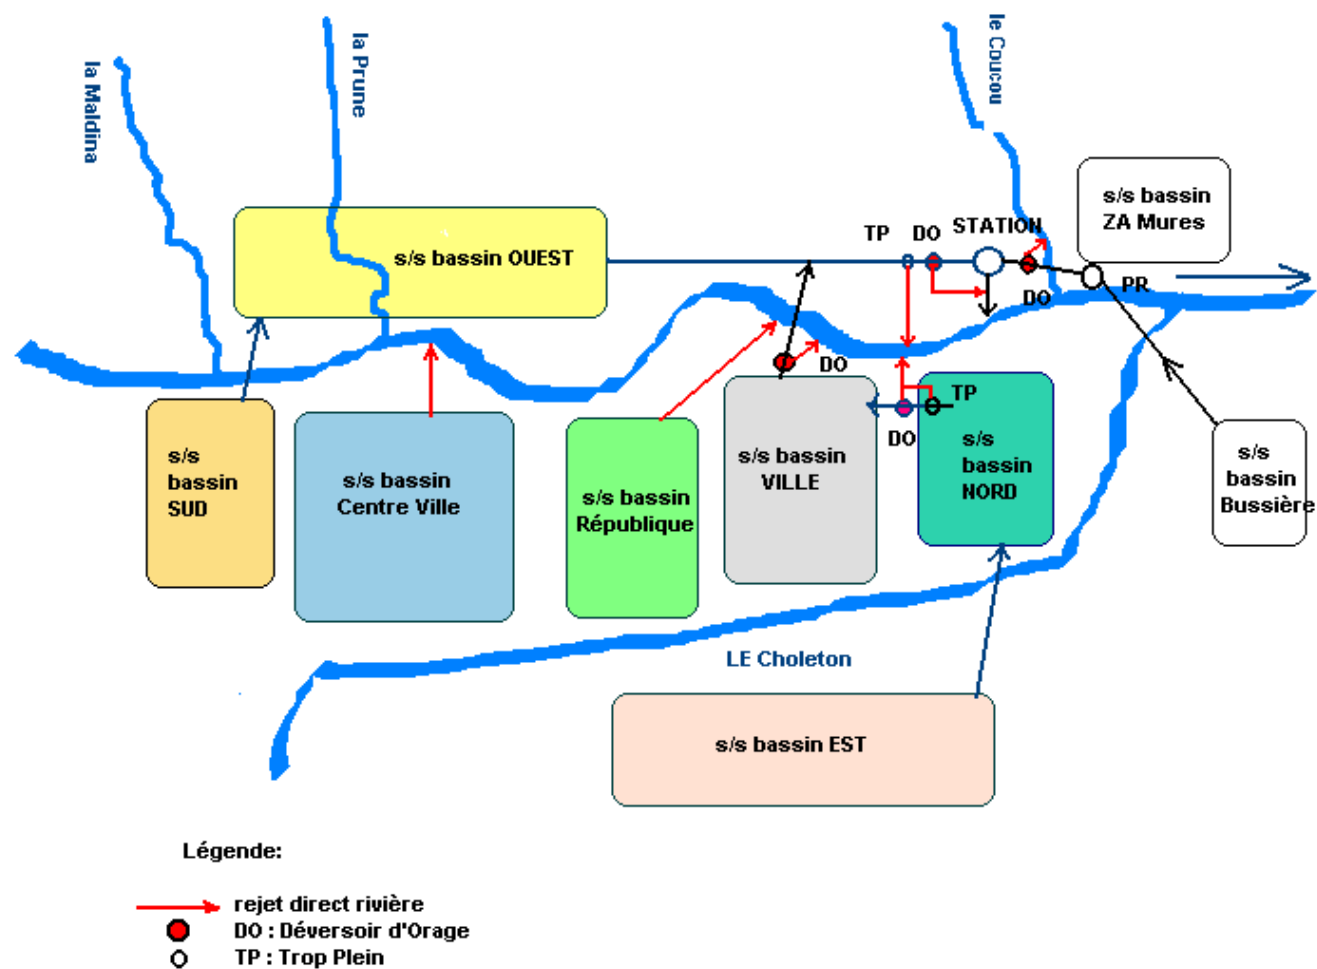 la Maldina
la Prune
le Coucou
s/s bassin
ZA Mures
s/s bassin OUEST
TP
DO
STATION
DO
PR
DO
TP
DO
s/s
bassin
SUD
s/s bassin
Centre Ville
s/s bassin
République
s/s bassin
VILLE
s/s
bassin
NORD
s/s
bassin
Bussière
LE Choleton
s/s bassin EST
Légende:
rejet direct rivière
DO : Déversoir d'Orage
TP : Trop Plein